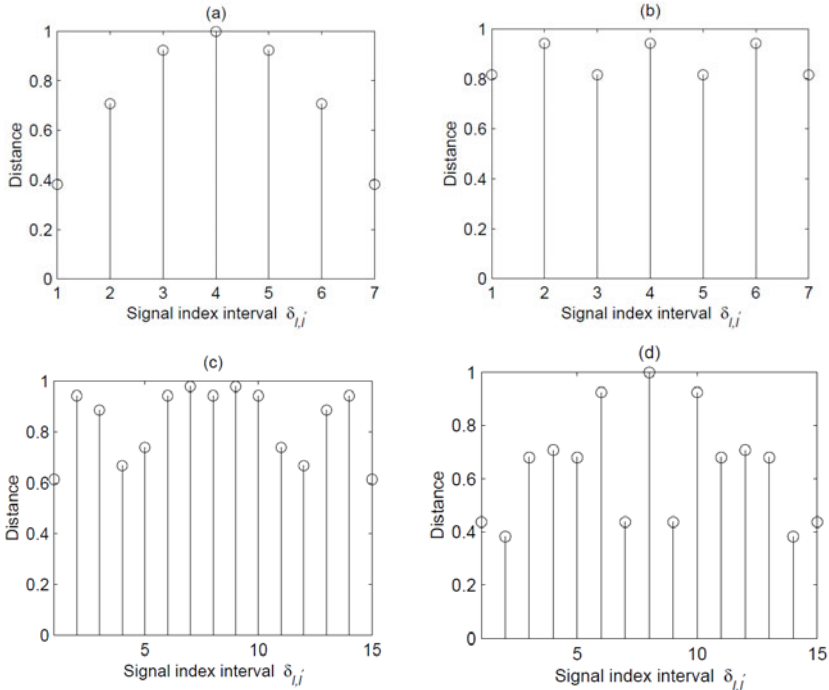 (a)
1
0.8
0.6
0.4
0.2
0
Distance
1 2 3 4 5 6 7
Signal index interval δl,l'
(b)
1
0.8
0.6
0.4
0.2
0
Distance
1 2 3 4 5 6 7
Signal index interval δl,l'
(c)
1
0.8
0.6
0.4
0.2
0
Distance
5 10 15
Signal index interval δl,l'
(d)
1
0.8
0.6
0.4
0.2
0
Distance
5 10 15
Signal index interval δl,l'